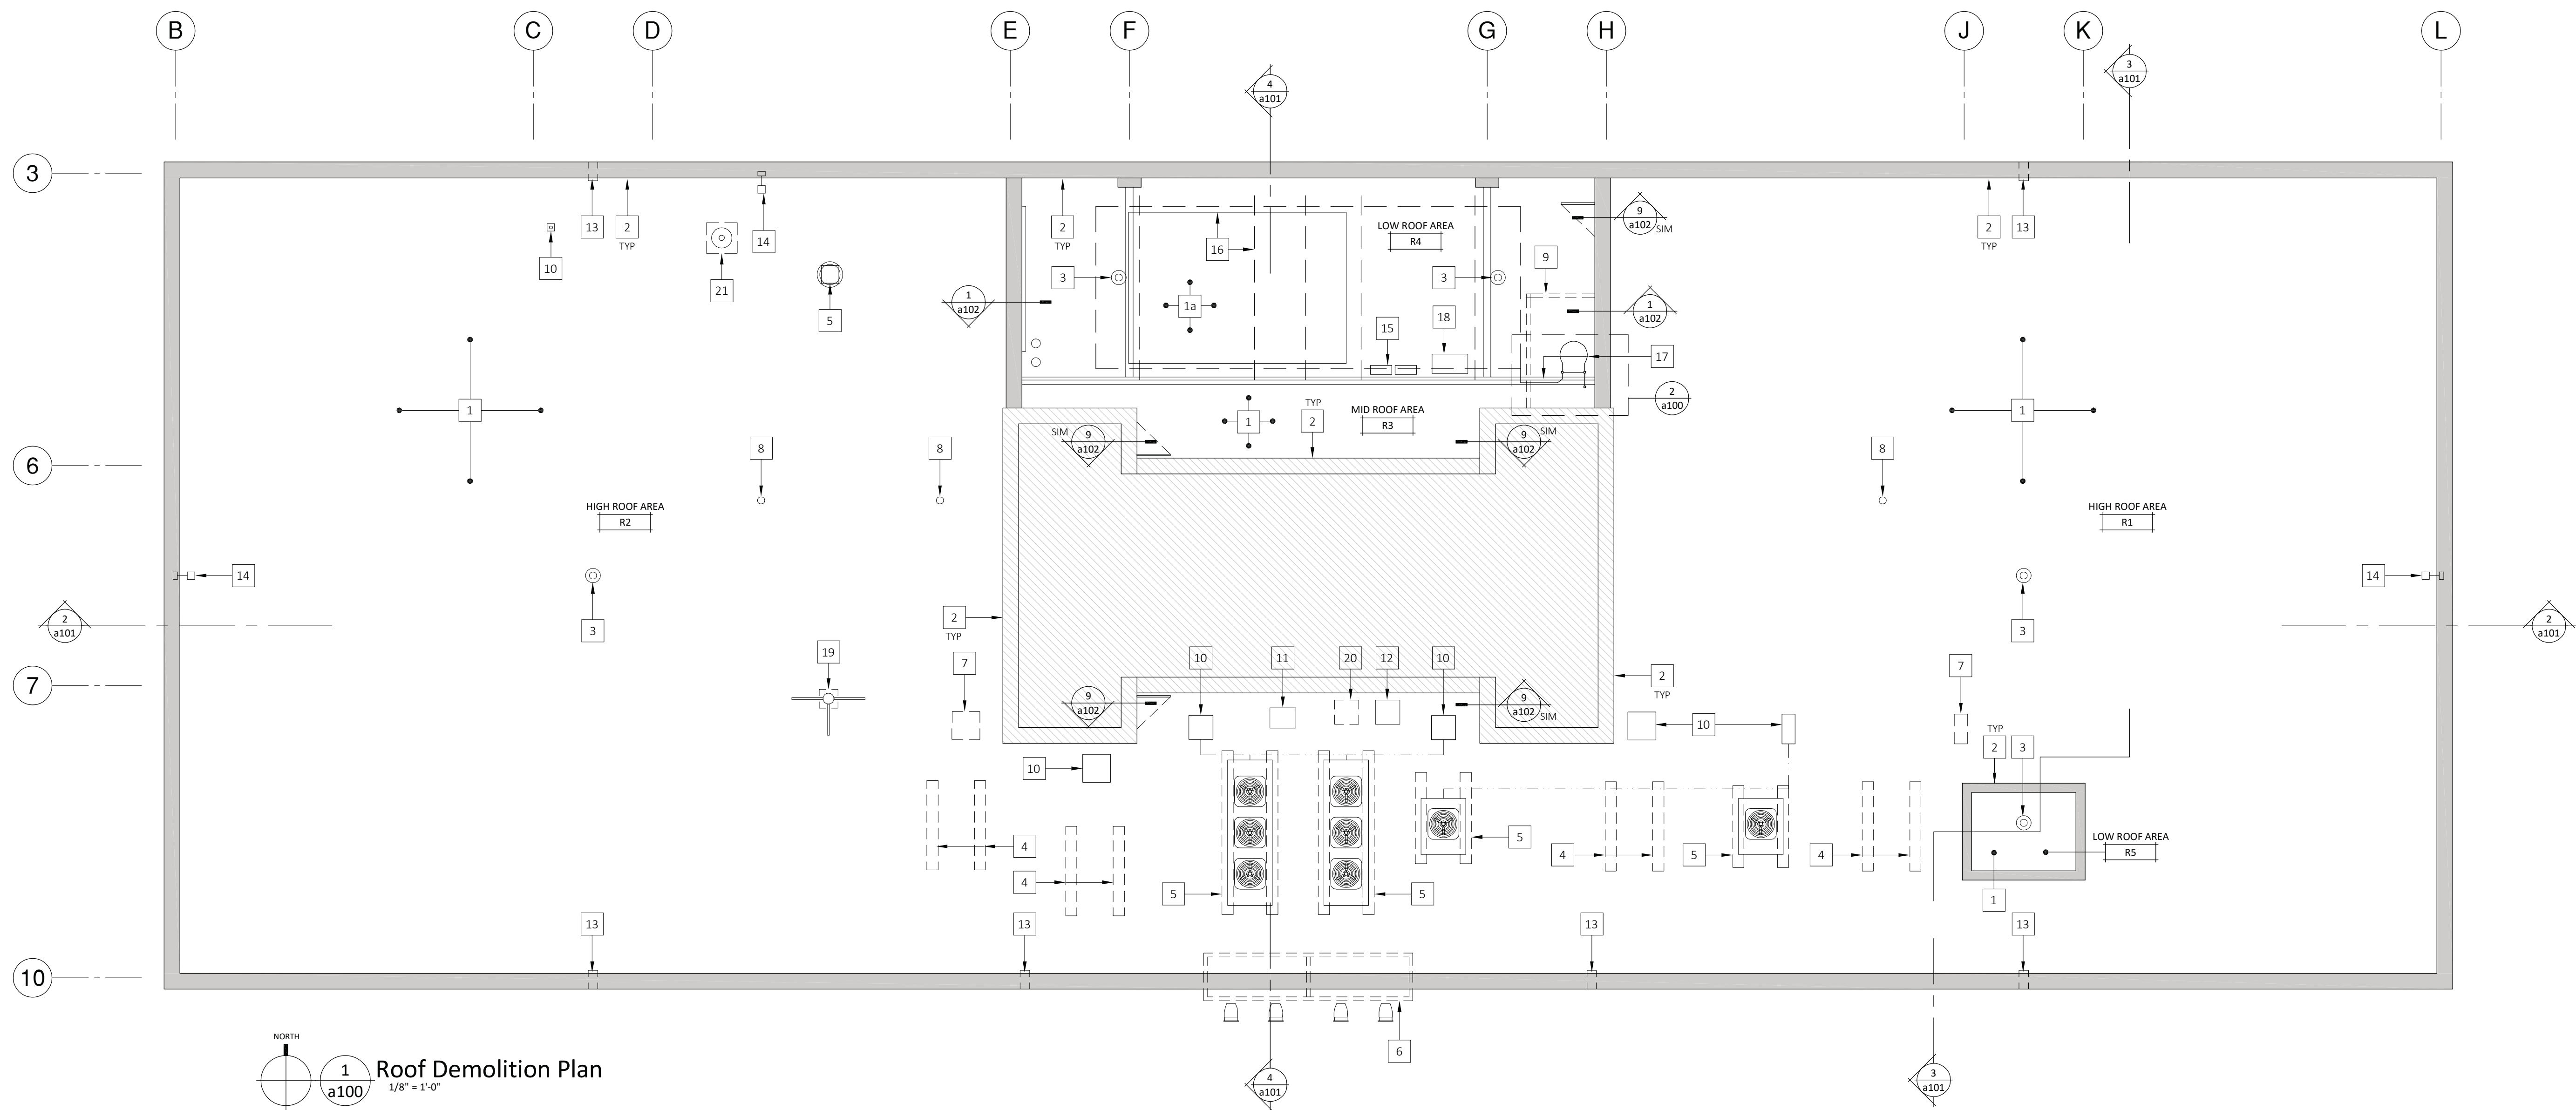 B C D E F G H J K L
4
a101
3
a101
3
13
2
TYP
14
10
21
5
2
TYP
3
16
LOW ROOF AREA
R4
3
9
9
a102
SIM
2
TYP
13
1
a102
1a
15
18
1
a102
17
2
a100
1
MID ROOF AREA
R3
TYP
2
1
1
SIM
9
a102
9
a102
SIM
6
8
8
8
HIGH ROOF AREA
R2
HIGH ROOF AREA
R1
14
14
2
a101
3
2
TYP
3
2
a101
19
7
10
11
20
12
10
7
2
TYP
7
9
a102
9
a102
SIM
10
10
TYP
2
3
4
4
5
5
5
4
5
4
LOW ROOF AREA
R5
1
13
13
13
13
10
6
NORTH
1
a100
Roof Demolition Plan
1/8" = 1'-0"
4
a101
3
a101